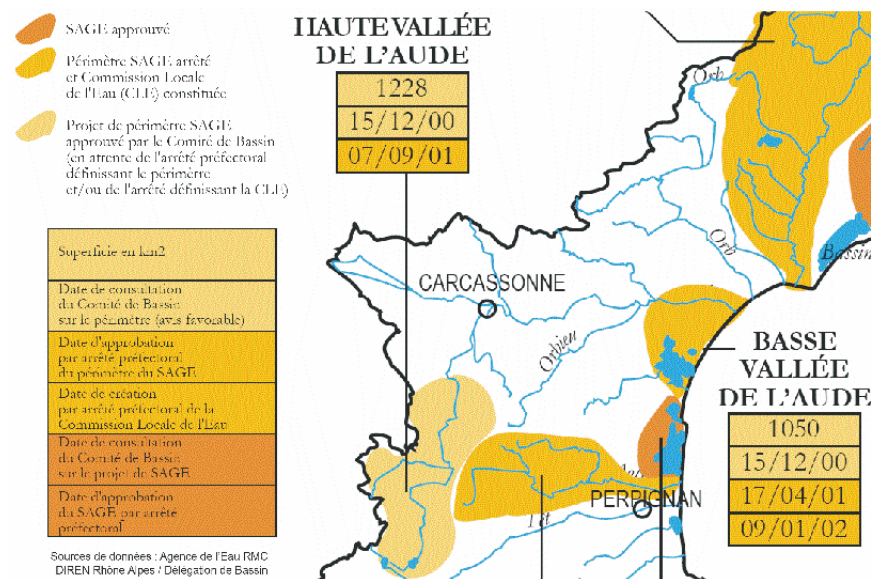 SAGE approuvé
Périmètre SAGE arrêté
et Commission Locale
de l'Eau (CLE) constituée
Projet de périmètre SAGE
approuvé par le Comité de Bassin
(en attente de l'arrêté préfectoral
définissant le périmètre
et/ou de l'arrêté définissant la CLE)
HAUTE VALLÉE
DE L'AUDE
1228
15/12/00
07/09/01
Superficie en km2
Date de consultation
du Comité de Bassin
sur le périmètre (avis favorable)
Date d'approbation
par arrêté préfectoral
du périmètre du SAGE
Date de création
par arrêté préfectoral de la
Commission Locale de l'Eau
Date de consultation
du Comité de Bassin
sur le projet de SAGE
Date d'approbation
du SAGE par arrêté
préfectoral
Sources de données : Agence de l'Eau RMC
DIREN Rhône Alpes / Délégation de Bassin
Orb
Orb
Bassin
CARCASSONNE
Orbieu
BASSE
VALLÉE
DE L'AUDE
1050
15/12/00
17/04/01
09/01/02
PERPIGNAN